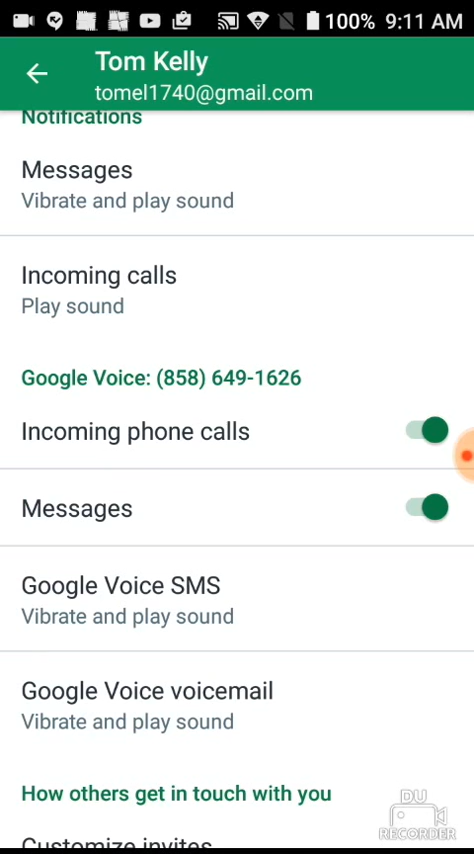 100% 9:11 AM
Tom Kelly
tomel1740@gmail.com
Notifications
Messages
Vibrate and play sound
Incoming calls
Play sound
Google Voice: (858) 649-1626
Incoming phone calls
Messages
Google Voice SMS
Vibrate and play sound
Google Voice voicemail
Vibrate and play sound
How others get in touch with you
Customize invites
DU
RECORDER